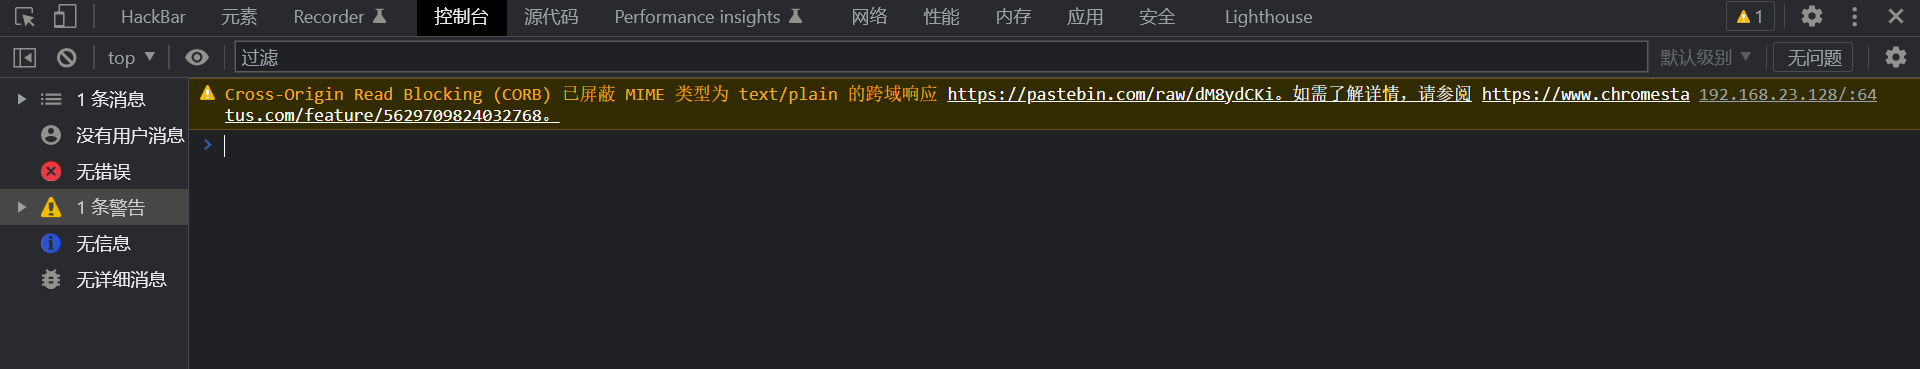 HackBar 元素 Recorder 控制台 源代码 Performance insights 网络 性能 内存 应用 安全 Lighthouse 1
top 过滤 默认级别 无问题
1 条消息
没有用户消息
无错误
1 条警告
无信息
无详细消息
Cross-Origin Read Blocking (CORB) 已屏蔽 MIME 类型为 text/plain 的跨域响应 https://pastebin.com/raw/dM8ydCKi。如需了解详情，请参阅 https://www.chromesta 192.168.23.128/:64
tus.com/feature/5629709824032768。